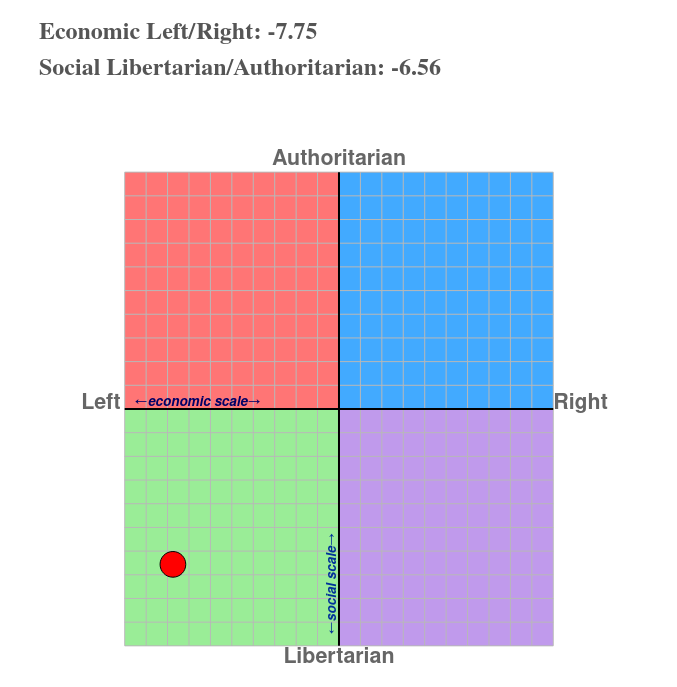 Economic Left/Right: -7.75
Social Libertarian/Authoritarian: -6.56
Authoritarian
Left
←economic scale→
Right
←social scale→
Libertarian